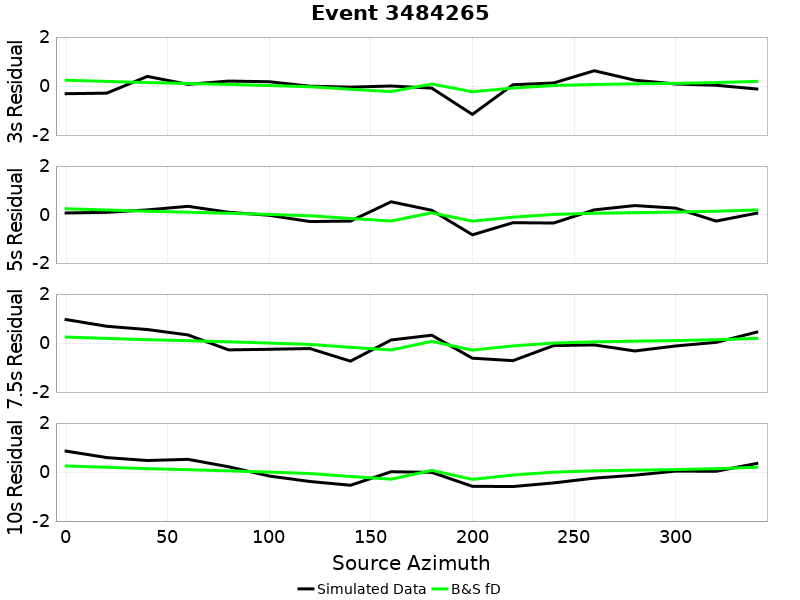 Event 3484265
3s Residual
2
0
-2
5s Residual
2
0
-2
7.5s Residual
2
0
-2
10s Residual
2
0
-2
0 50 100 150 200 250 300
Source Azimuth
Simulated Data B&S fD